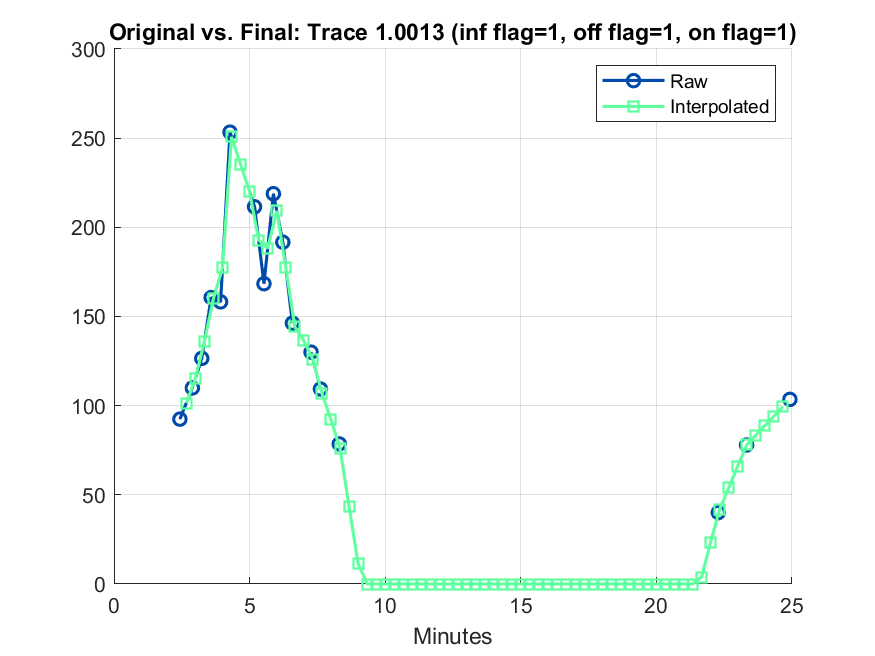 Original vs. Final: Trace 1.0013 (inf flag=1, off flag=1, on flag=1)
300
250
200
150
100
50
0
Raw
Interpolated
0 5 10 15 20 25
Minutes